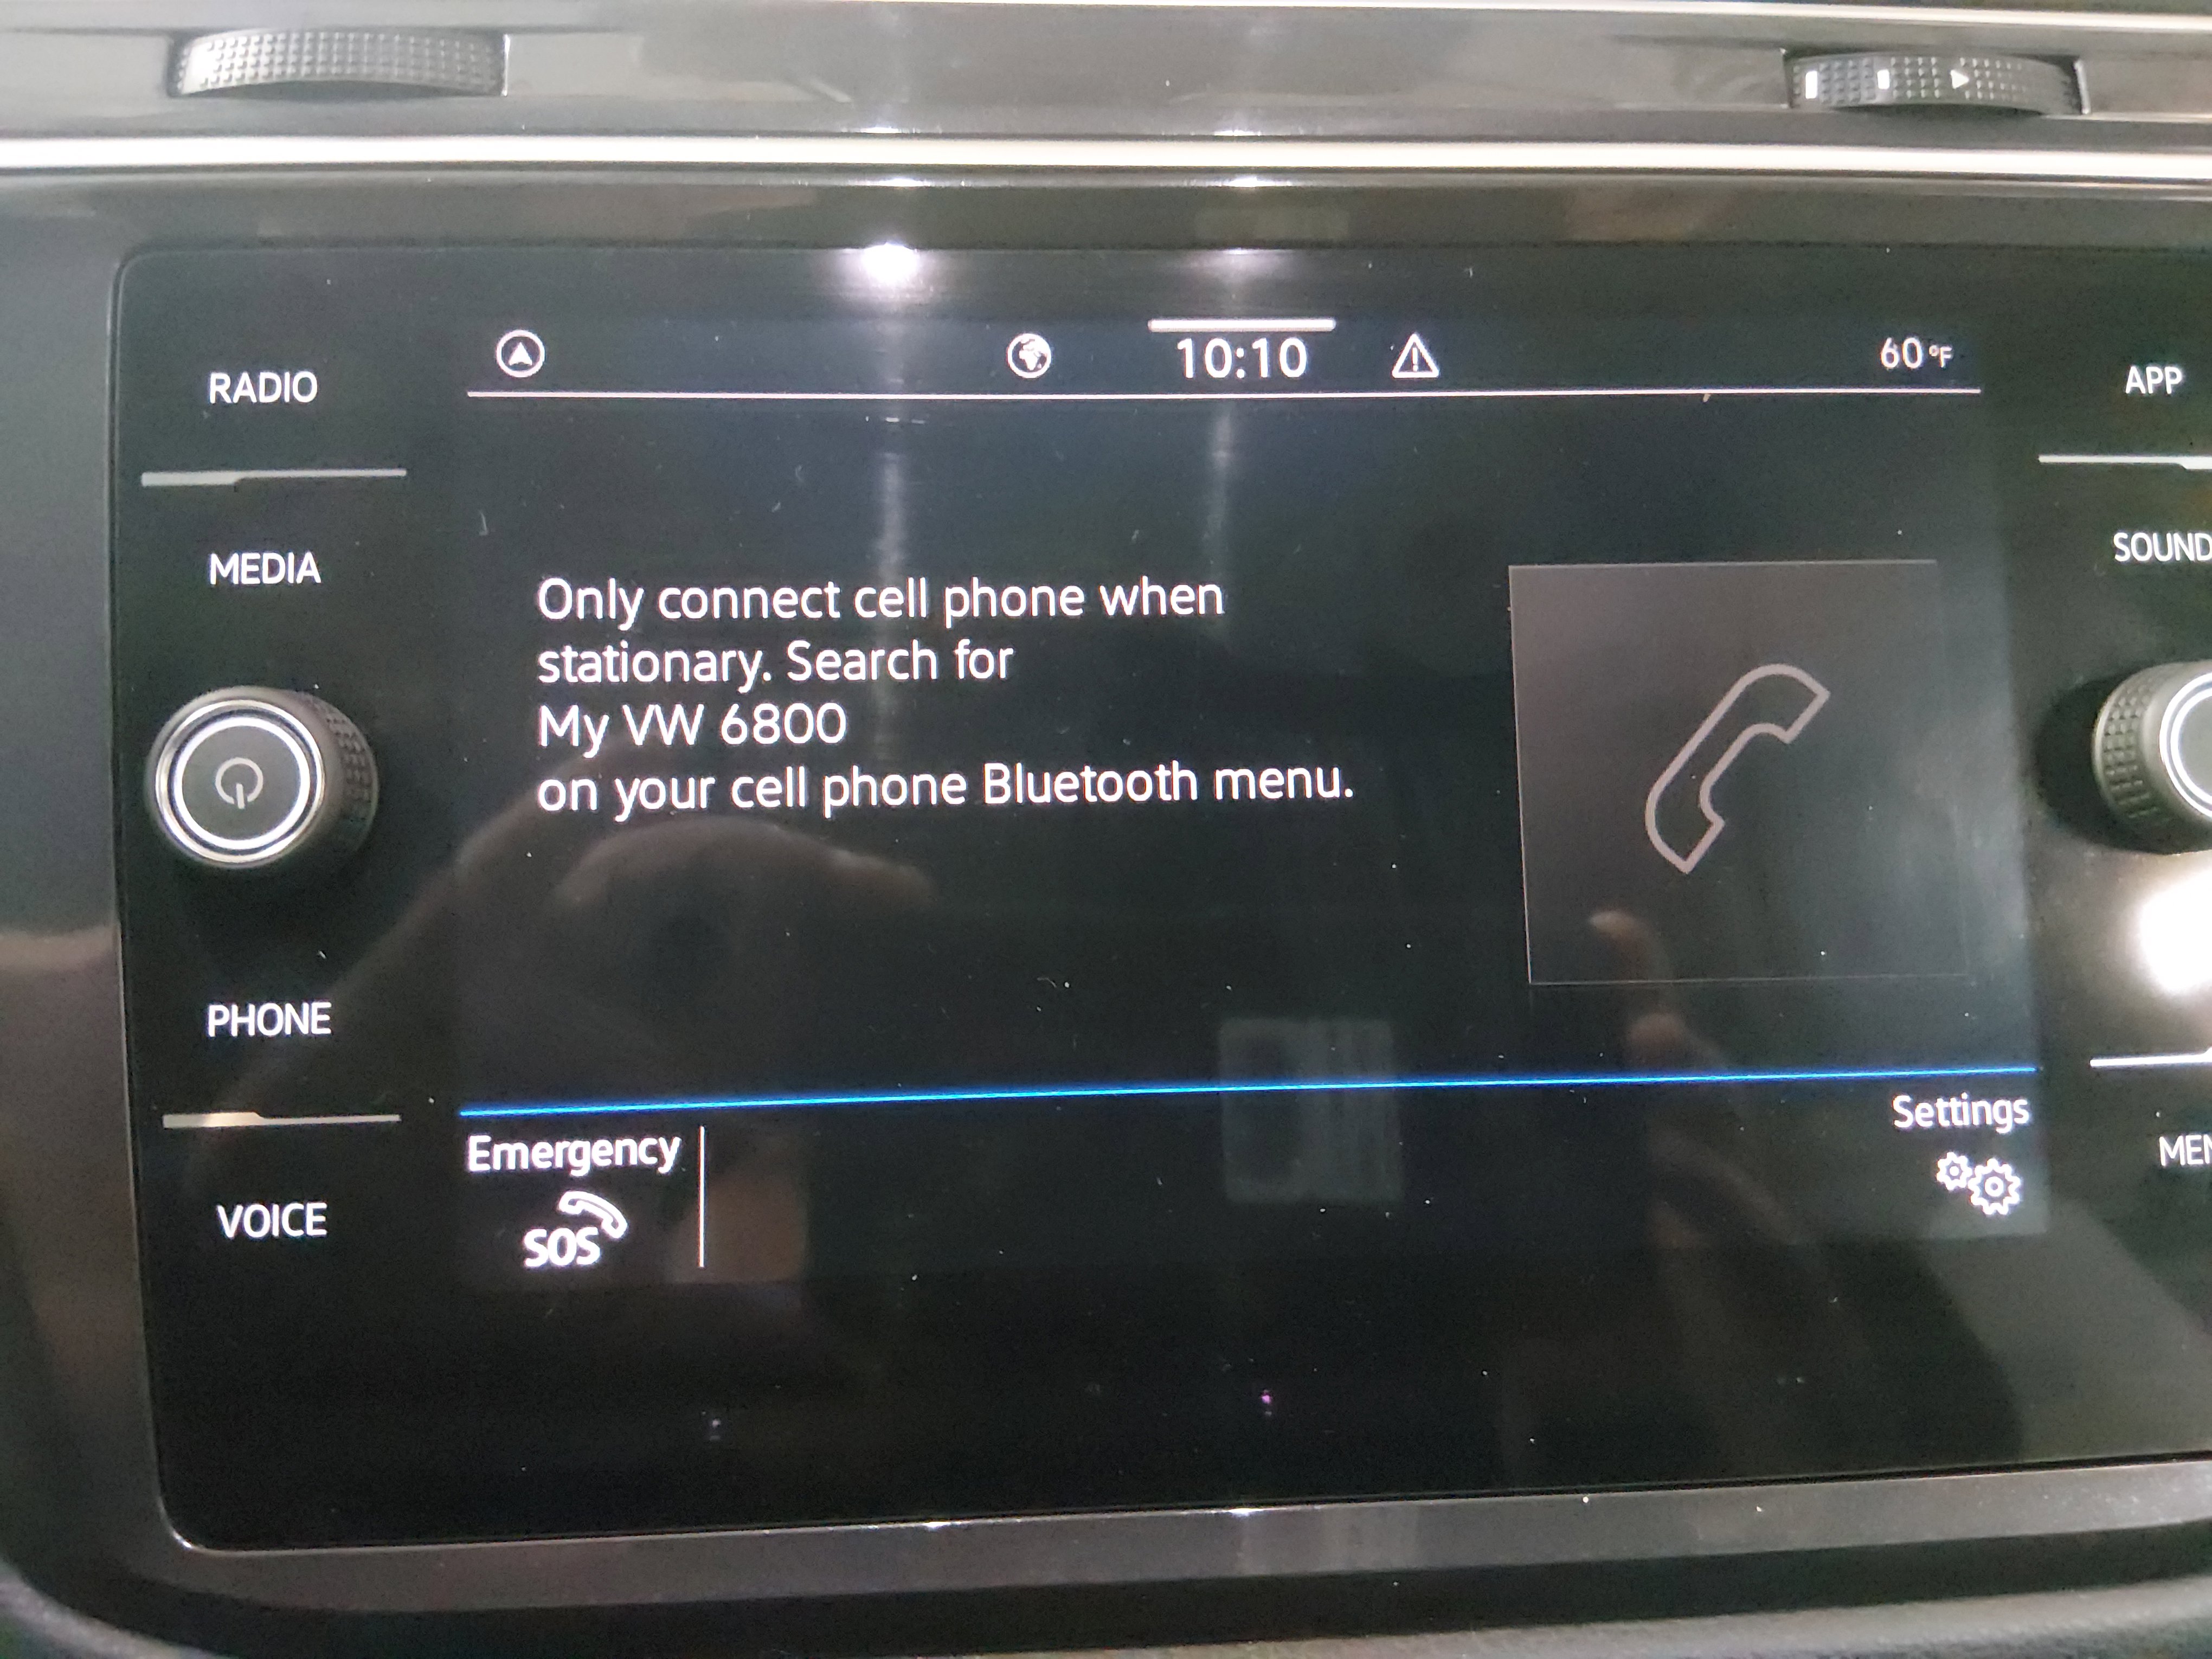 RADIO
MEDIA
PHONE
VOICE
10:10
60°F
Only connect cell phone when
stationary. Search for
My VW 6800
on your cell phone Bluetooth menu.
Emergency
SOS
Settings
APP
SOUND
MEN